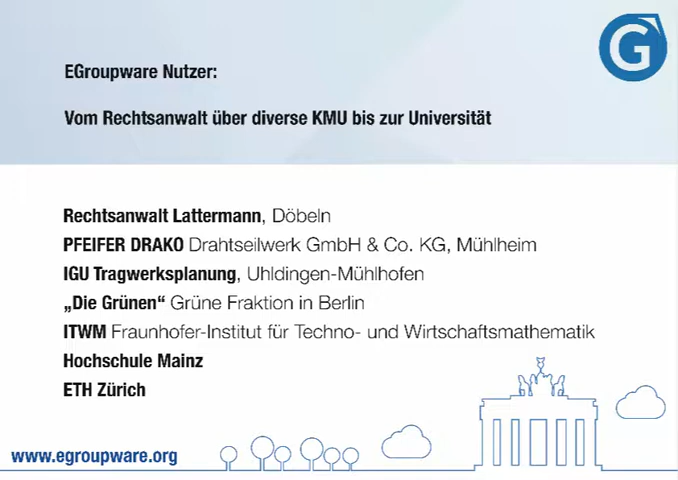 G
EGroupware Nutzer:
Vom Rechtsanwalt über diverse KMU bis zur Universität
Rechtsanwalt Lattermann, Döbeln
PFEIFER DRAKO Drahtseilwerk GmbH & Co. KG, Mühlheim
IGU Tragwerksplanung, Uhldingen-Mühlhofen
„Die Grünen“ Grüne Fraktion in Berlin
ITWM Fraunhofer-Institut für Techno- und Wirtschaftsmathematik
Hochschule Mainz
ETH Zürich
www.egroupware.org